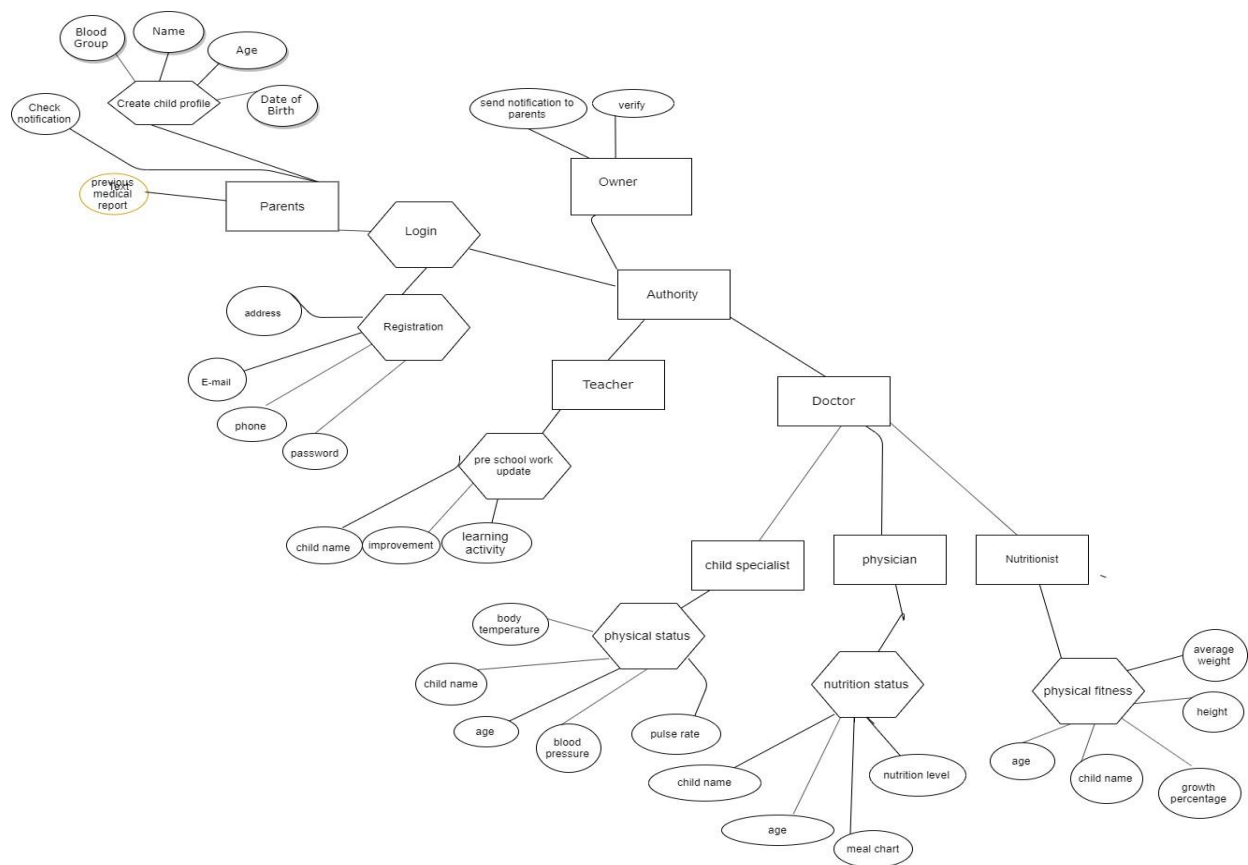 Blood
Group
Name
Age
Create child profile
Date of
Birth
Check
notification
send notification to
parents
verify
Owner
Text
previous
medical
report
Parents
Login
Authority
address
Registration
E-mail
phone
password
Teacher
Doctor
pre school work
update
child name
improvement
learning
activity
child specialist
physician
Nutritionist
body
temperature
physical status
child name
age
blood
pressure
pulse rate
nutrition status
child name
age
meal chart
nutrition level
physical fitness
average
weight
height
age
child name
growth
percentage